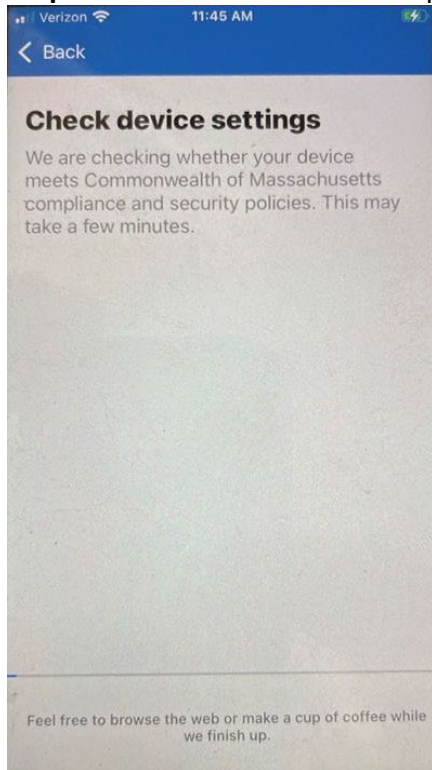 Verizon
11:45 AM
Back
Check device settings
We are checking whether your device
meets Commonwealth of Massachusetts
compliance and security policies. This may
take a few minutes.
Feel free to browse the web or make a cup of coffee while
we finish up.